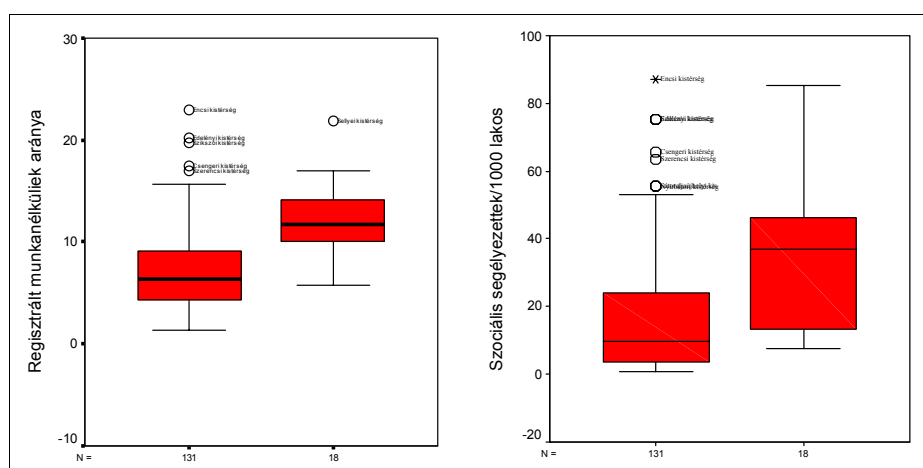 Regisztrált munkanélküliek aránya
30
20
10
0
-10
Encsi kistérség
Edelényi kistérség
Szikszói kistérség
Csengeri kistérség
Szerencsi kistérség
Sellyei kistérség
N =
131
18
Szociális segélyezettek/1000 lakos
100
80
60
40
20
0
-20
Encsi kistérség
Csengeri kistérség
Szerencsi kistérség
N =
131
18